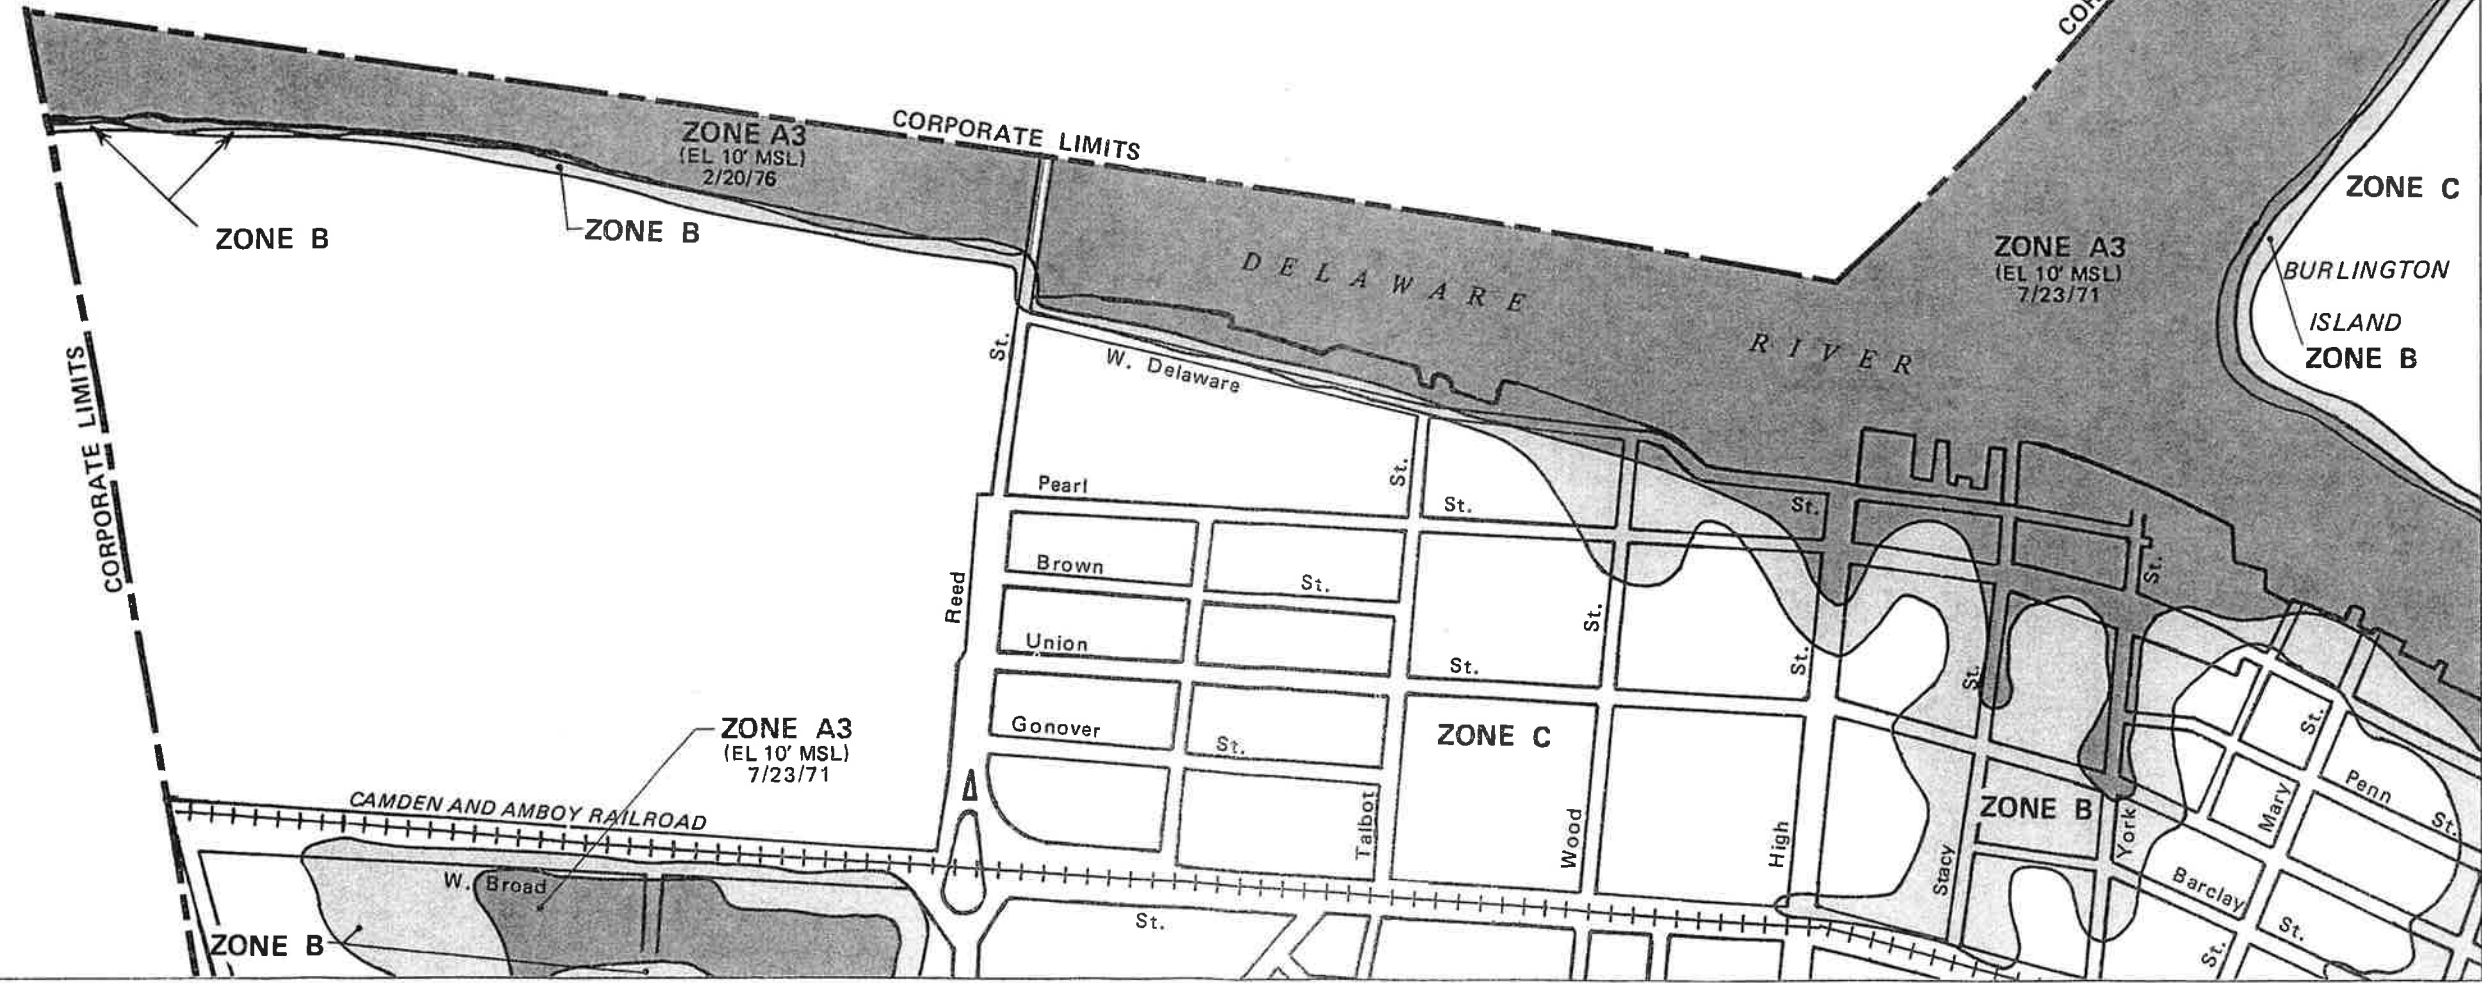 COR
CORPORATE LIMITS
ZONE A3
(EL 10' MSL)
2/20/76
ZONE B
ZONE B
ZONE C
ZONE A3
(EL 10' MSL)
7/23/71
BURLINGTON
ISLAND
ZONE B
DELAWARE
RIVER
CORPORATE LIMITS
St.
W. Delaware
St.
St.
Pearl
St.
St.
Brown
St.
Reed
St.
Union
St.
St.
St.
Gonover
St.
ZONE C
ZONE A3
(EL 10' MSL)
7/23/71
St.
Penn
St.
CAMDEN AND AMBOY RAILROAD
Talbot
Wood
High
Stacy
ZONE B
York
Mary
Barclay
W. Broad
St.
St.
St.
ZONE B